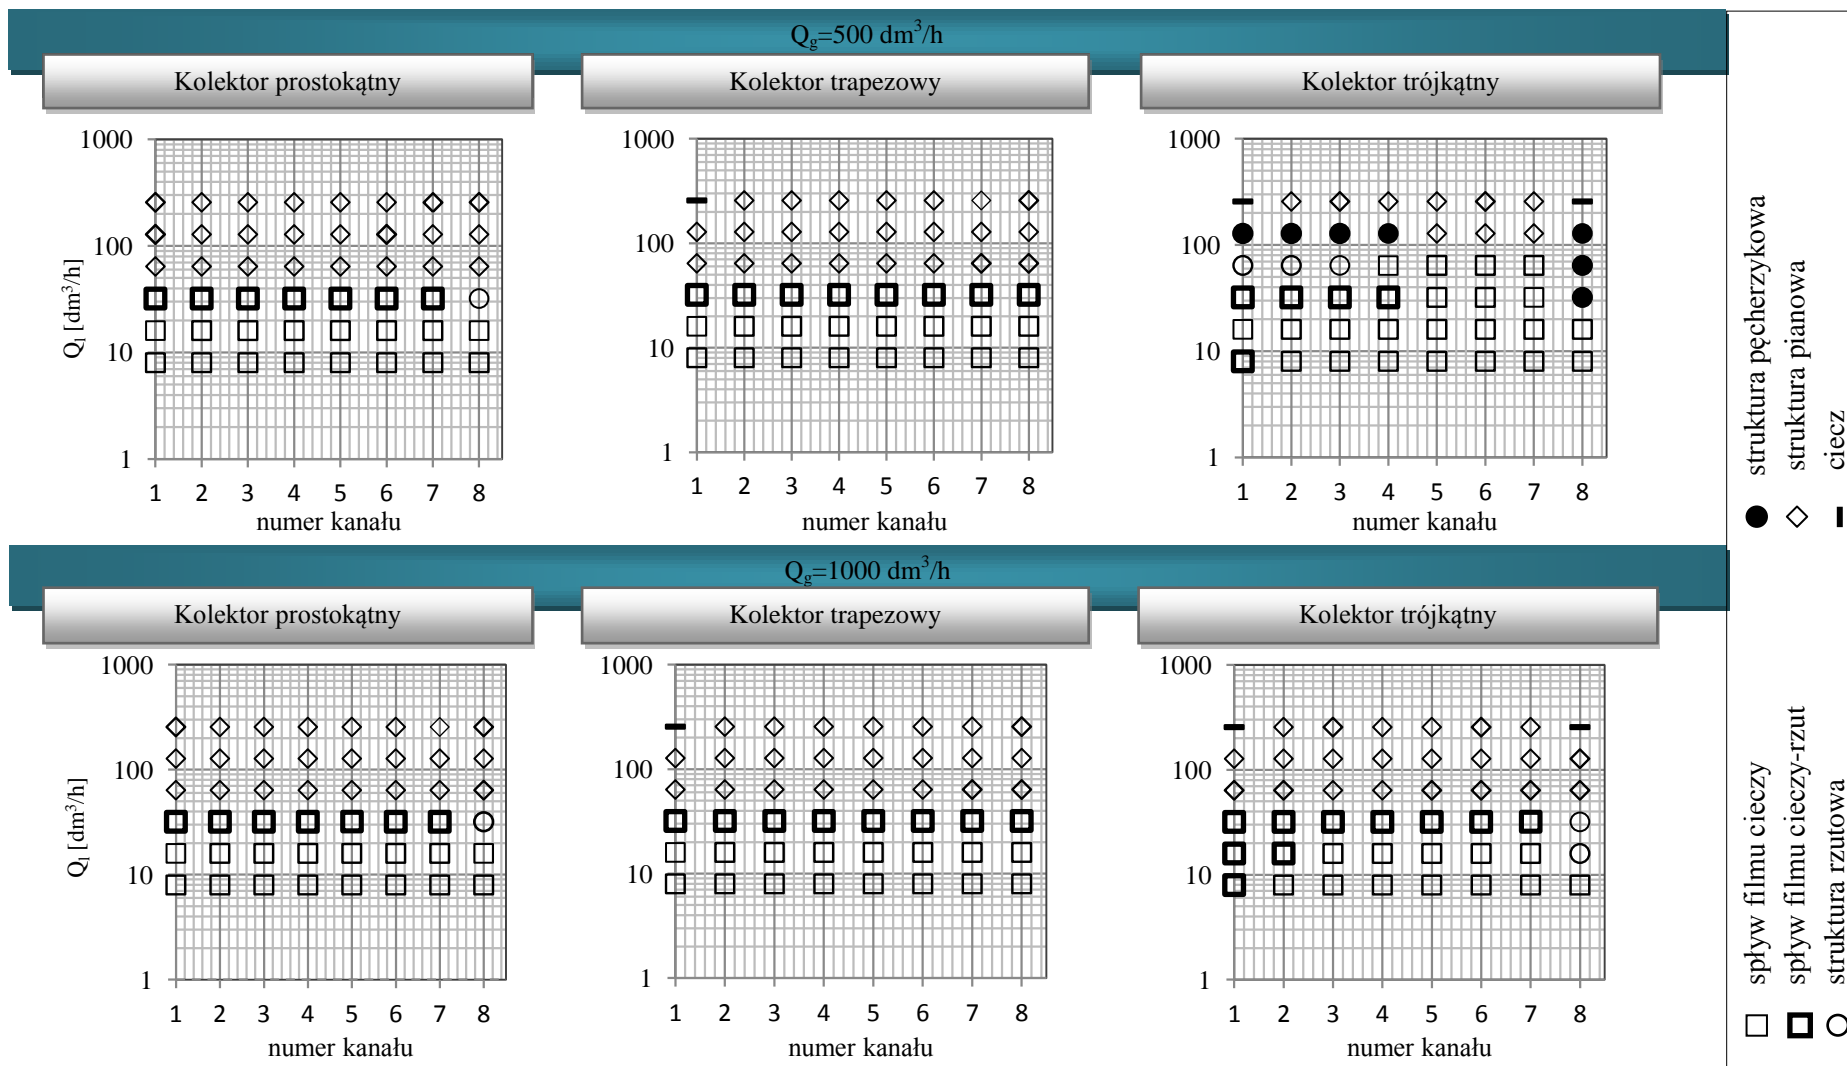 Q_g=500 dm³/h
Kolektor prostokątny
Kolektor trapezowy
Kolektor trójkątny
1000
100
10
1
Q_l [dm³/h]
1 2 3 4 5 6 7 8
numer kanału
1000
100
10
1
1 2 3 4 5 6 7 8
numer kanału
1000
100
10
1
1 2 3 4 5 6 7 8
numer kanału
Q_g=1000 dm³/h
Kolektor prostokątny
Kolektor trapezowy
Kolektor trójkątny
1000
100
10
1
Q_l [dm³/h]
1 2 3 4 5 6 7 8
numer kanału
1000
100
10
1
1 2 3 4 5 6 7 8
numer kanału
1000
100
10
1
1 2 3 4 5 6 7 8
numer kanału
struktura pęcherzykowa
struktura pianowa
ciecz
spływ filmu cieczy
spływ filmu cieczy-rzut
struktura rzutowa